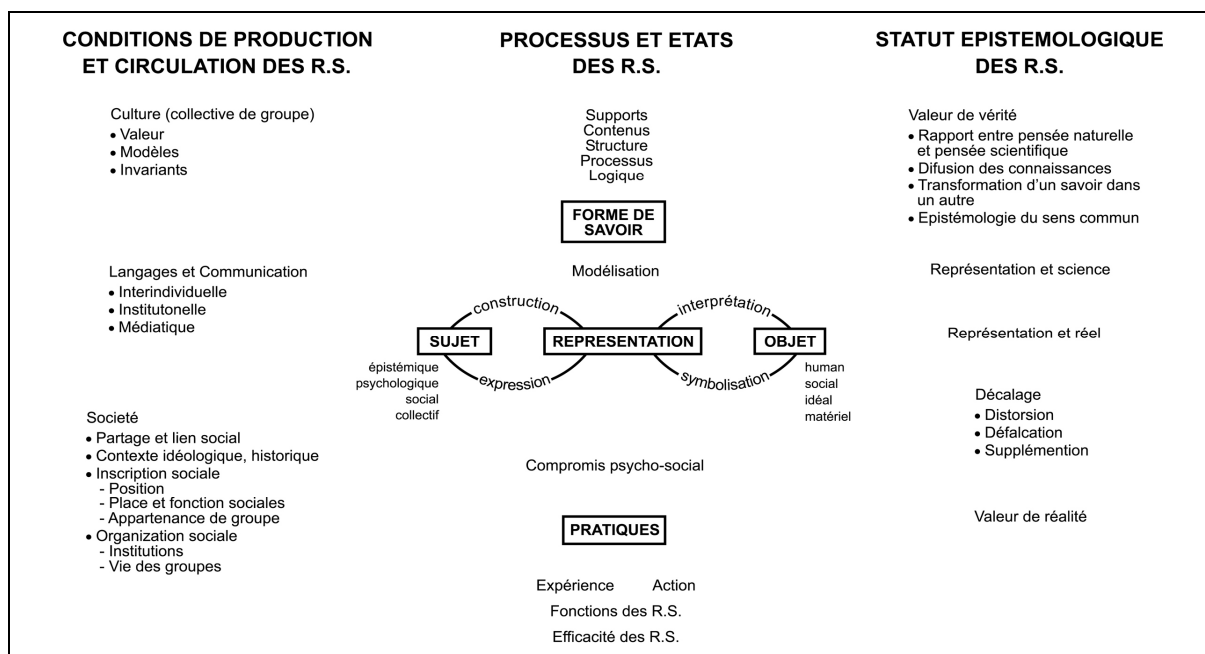 CONDITIONS DE PRODUCTION
ET CIRCULATION DES R.S.
Culture (collective de groupe)
• Valeur
• Modèles
• Invariants
Langages et Communication
• Interindividuelle
• Institutonelle
• Médiatique
Societé
• Partage et lien social
• Contexte idéologique, historique
• Inscription sociale
- Position
- Place et fonction sociales
- Appartenance de groupe
• Organization sociale
- Institutions
- Vie des groupes
PROCESSUS ET ETATS
DES R.S.
Supports
Contenus
Structure
Processus
Logique
FORME DE
SAVOIR
Modélisation
construction
interprétation
SUJET
REPRESENTATION
OBJET
expression
symbolisation
épistémique
psychologique
social
collectif
human
social
idéal
matériel
Compromis psycho-social
PRATIQUES
Expérience Action
Fonctions des R.S.
Efficacité des R.S.
STATUT EPISTEMOLOGIQUE
DES R.S.
Valeur de vérité
• Rapport entre pensée naturelle
et pensée scientifique
• Difusion des connaissances
• Transformation d'un savoir dans
un autre
• Epistémologie du sens commun
Représentation et science
Représentation et réel
Décalage
• Distorsion
• Défalcation
• Supplémention
Valeur de réalité